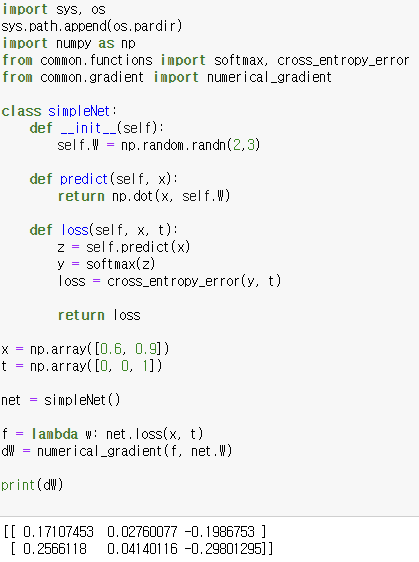 import sys, os
sys.path.append(os.pardir)
import numpy as np
from common.functions import softmax, cross_entropy_error
from common.gradient import numerical_gradient

class simpleNet:
    def __init__(self):
        self.W = np.random.randn(2,3)

    def predict(self, x):
        return np.dot(x, self.W)

    def loss(self, x, t):
        z = self.predict(x)
        y = softmax(z)
        loss = cross_entropy_error(y, t)

        return loss

x = np.array([0.6, 0.9])
t = np.array([0, 0, 1])

net = simpleNet()

f = lambda w: net.loss(x, t)
dW = numerical_gradient(f, net.W)

print(dW)

[[ 0.17107453  0.02760077 -0.1986753 ]
 [ 0.2566118   0.04140116 -0.29801295]]